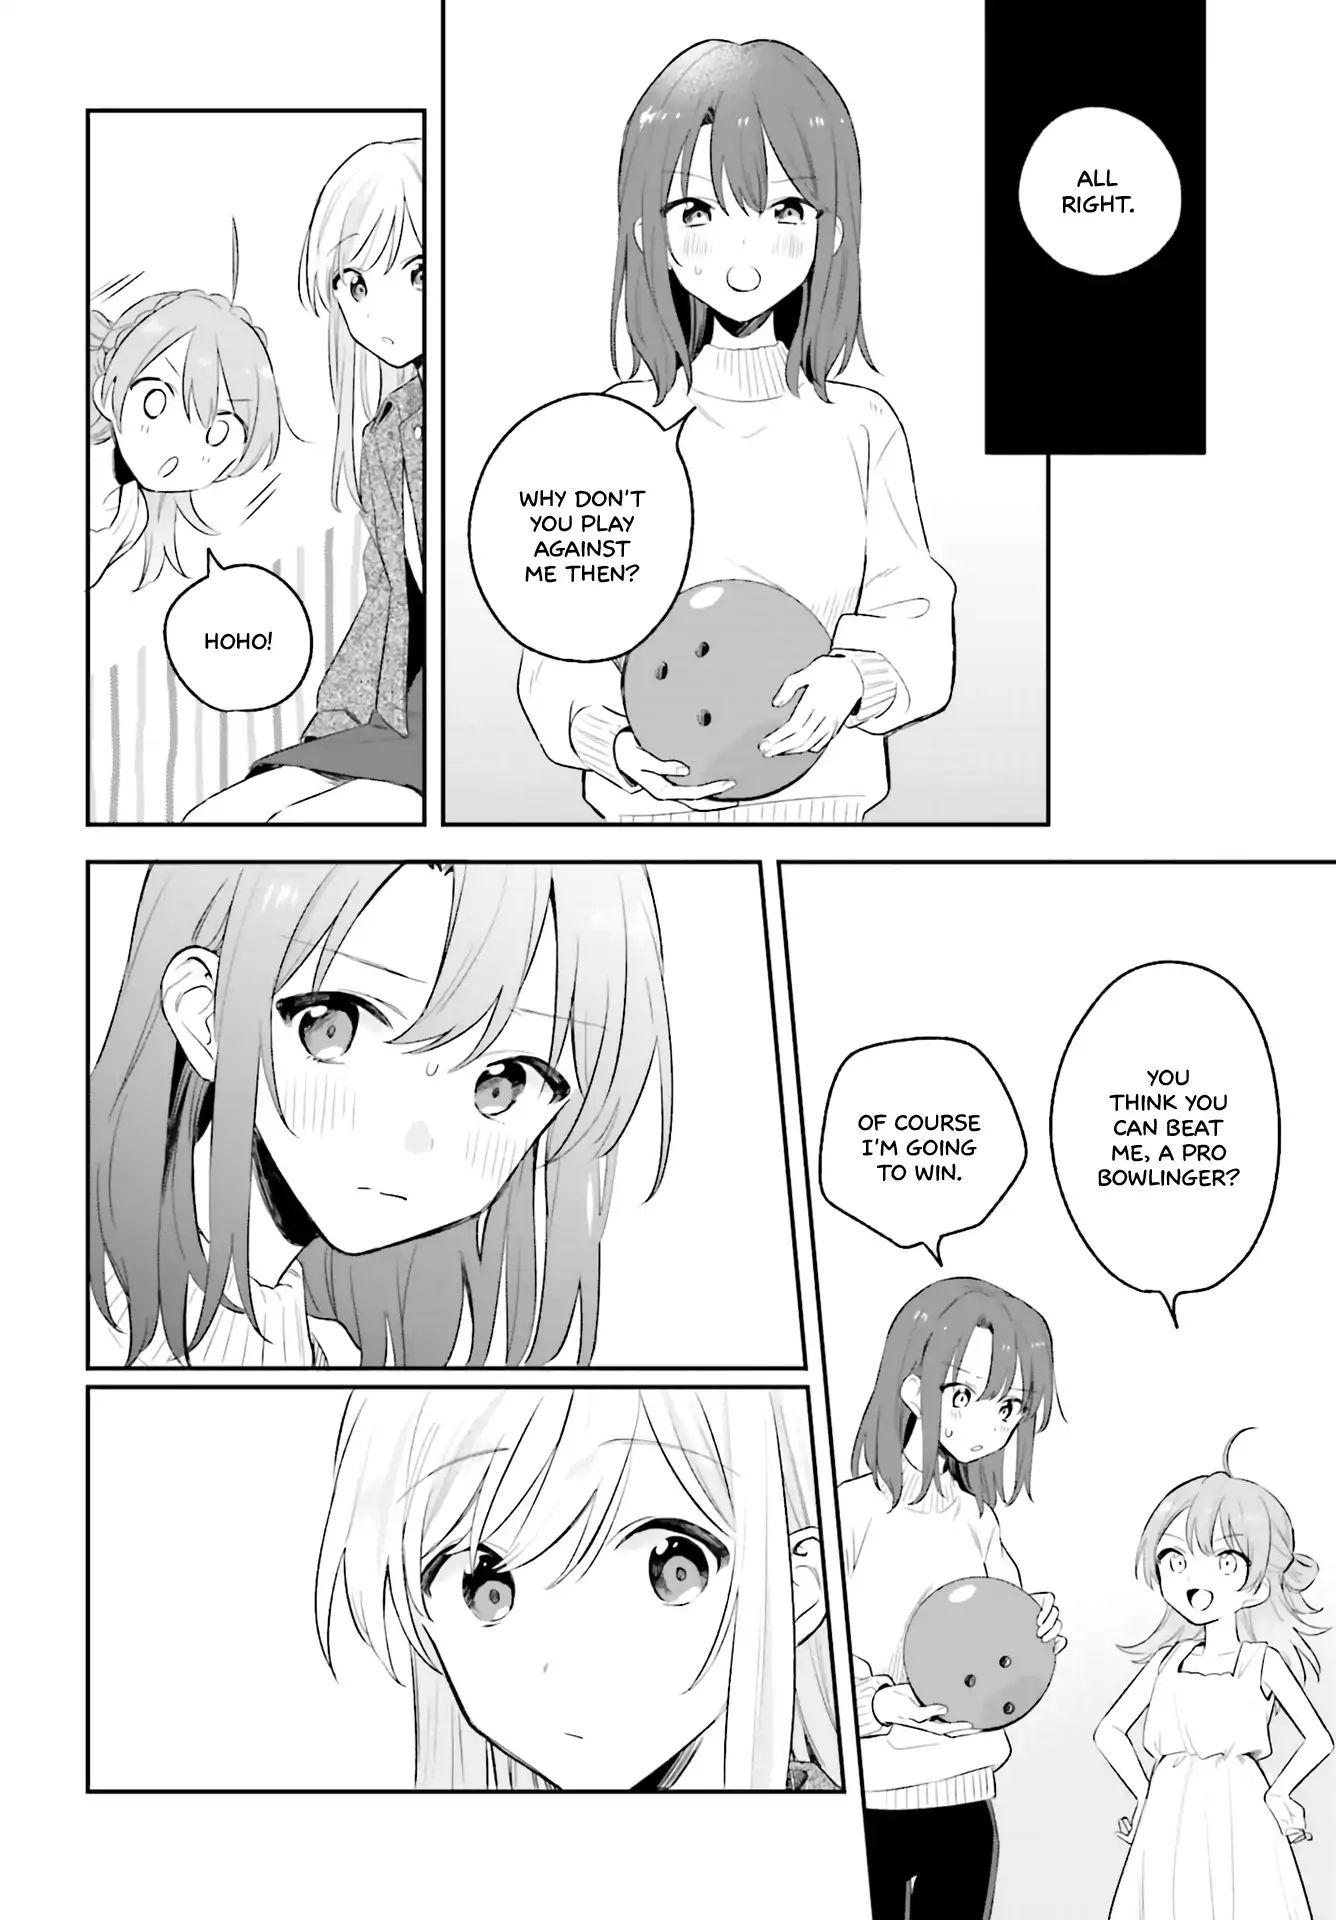 ALL
RIGHT.
WHY DON'T
YOU PLAY
AGAINST
ME THEN?
HOHO!
YOU
THINK YOU
CAN BEAT
ME, A PRO
BOWLINGER?
OF COURSE
I'M GOING
TO WIN.